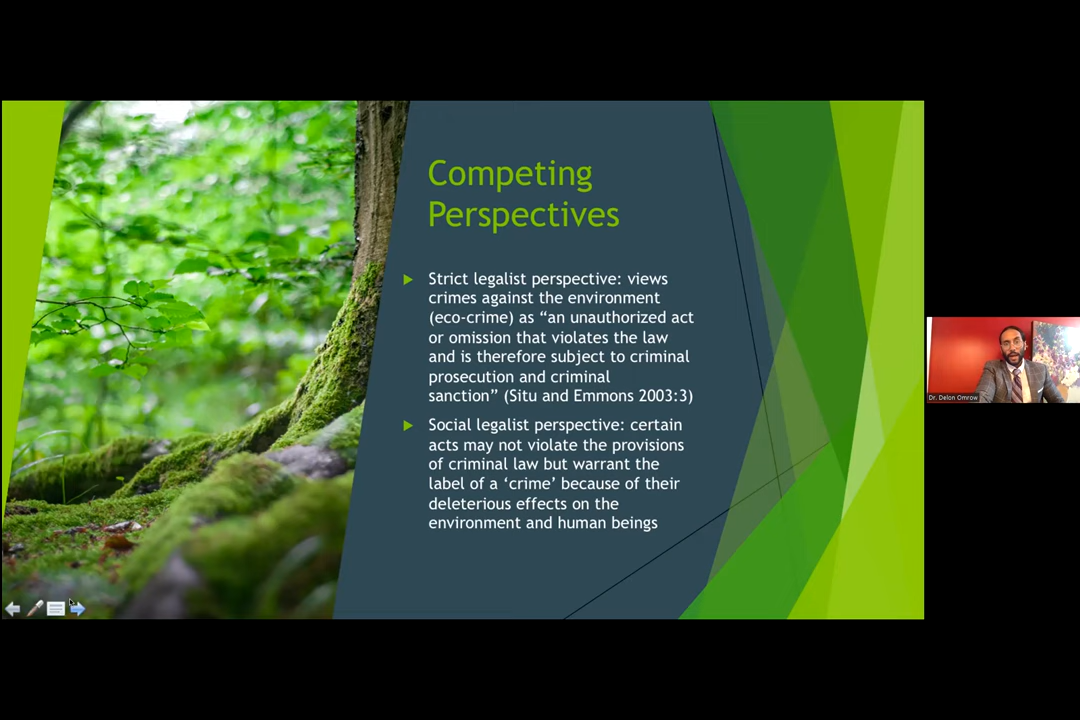 Competing
Perspectives
Strict legalist perspective: views
crimes against the environment
(eco-crime) as “an unauthorized act
or omission that violates the law
and is therefore subject to criminal
prosecution and criminal
sanction” (Situ and Emmons 2003:3)
Social legalist perspective: certain
acts may not violate the provisions
of criminal law but warrant the
label of a ‘crime’ because of their
deleterious effects on the
environment and human beings
Dr. Delon Omrow